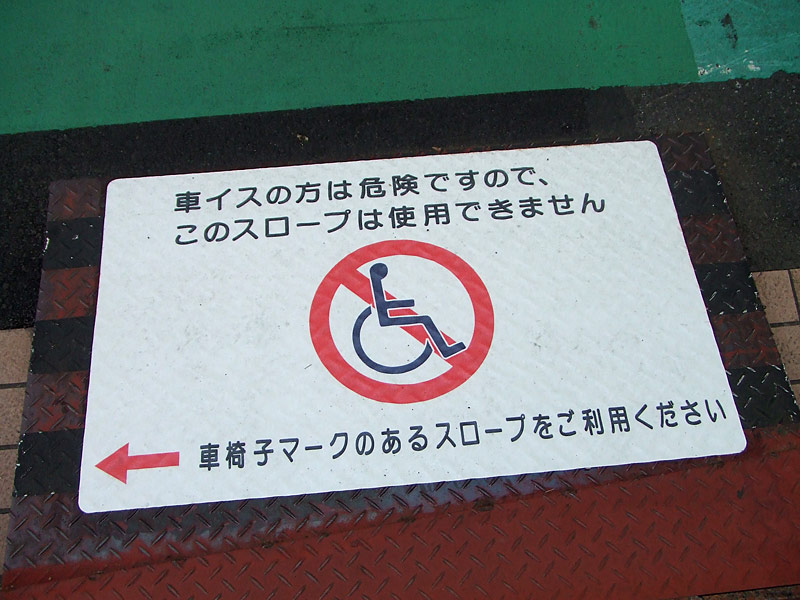 車イスの方は危険ですので、
このスロープは使用できません
車椅子マークのあるスロープをご利用ください